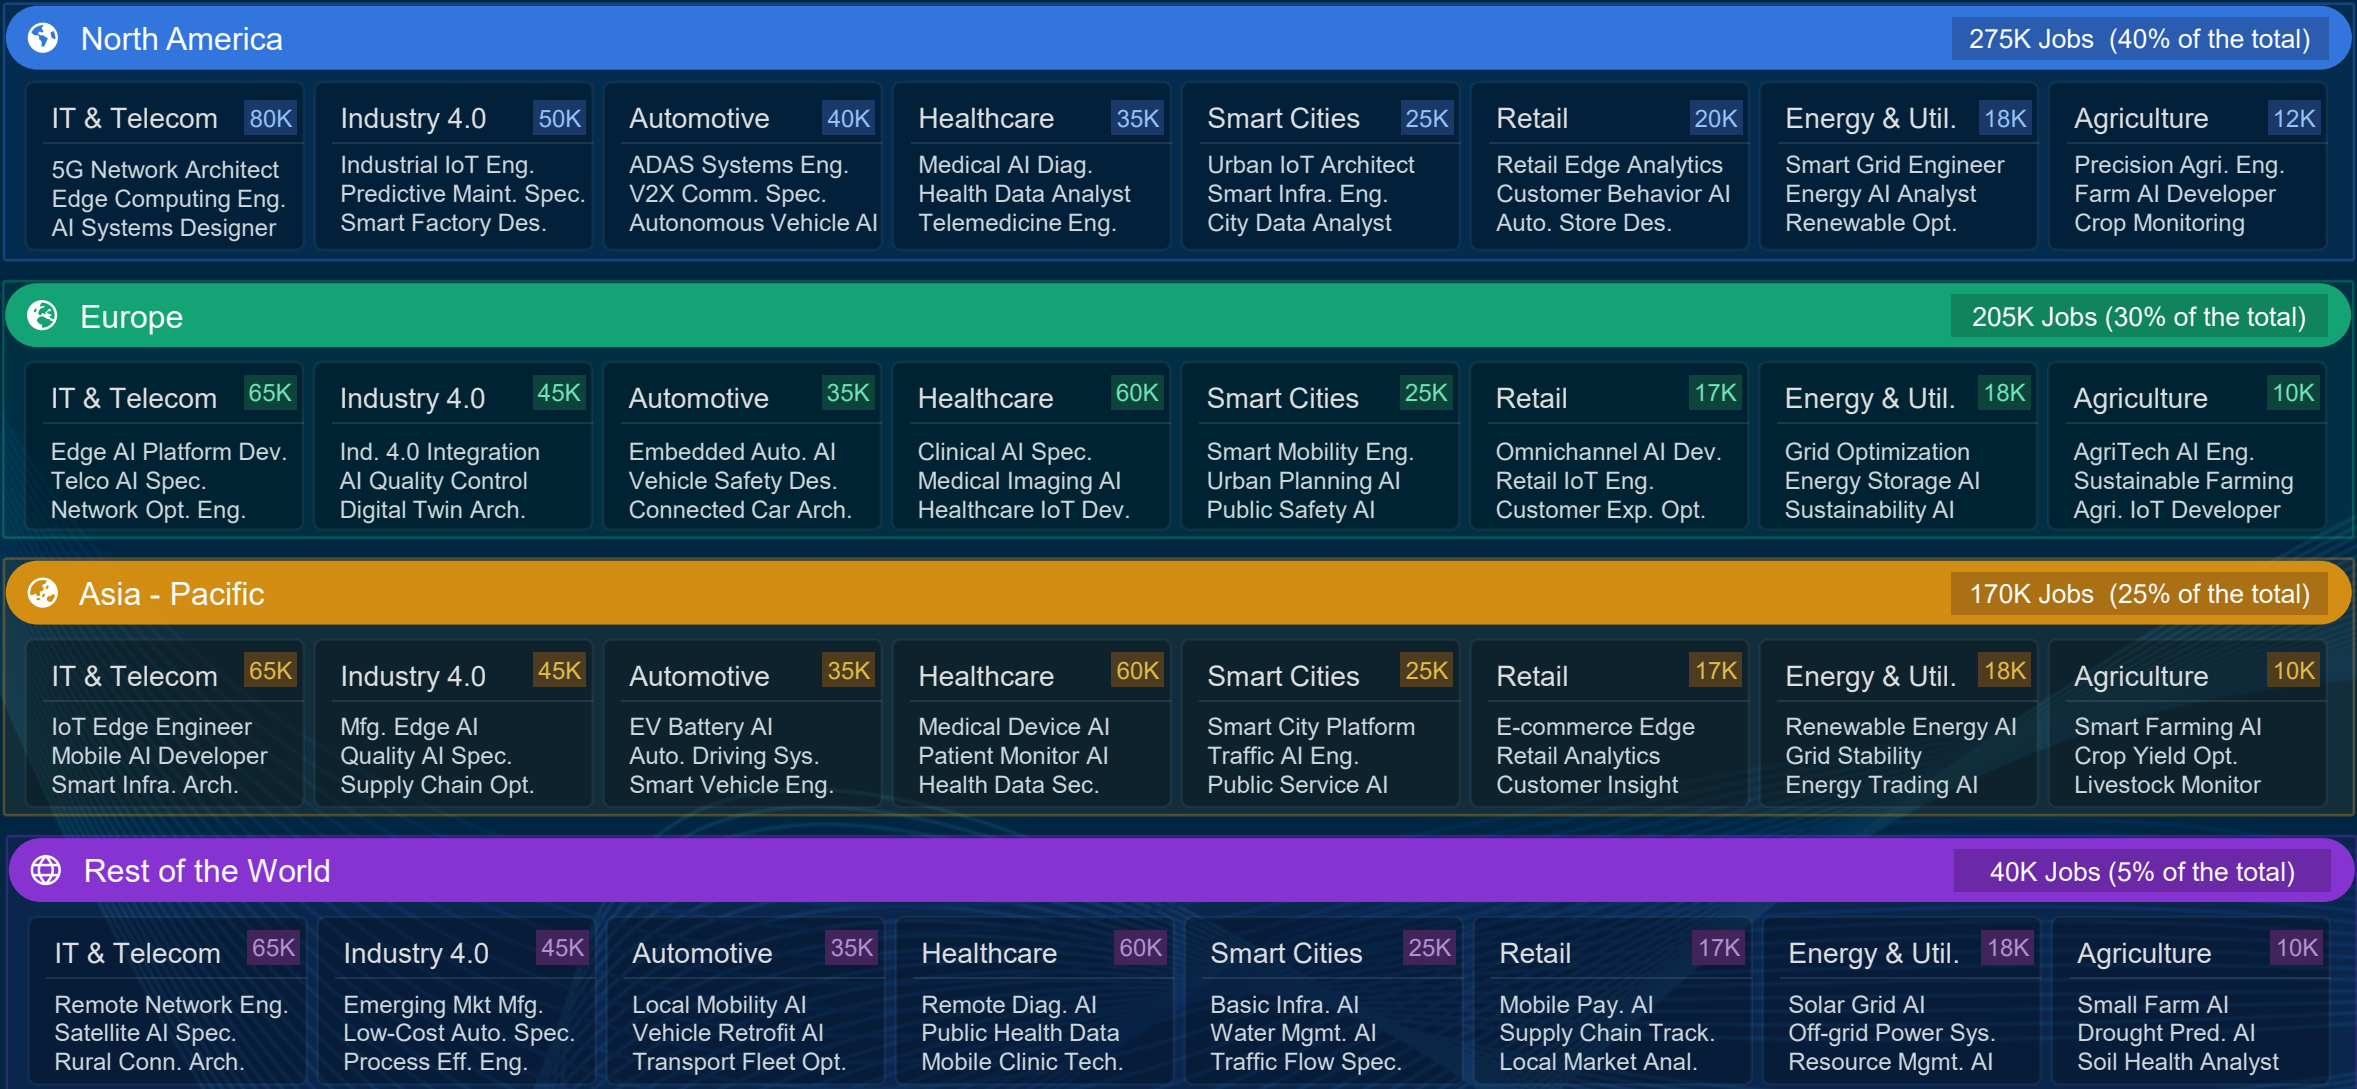 North America
275K Jobs (40% of the total)
IT & Telecom 80K
5G Network Architect
Edge Computing Eng.
AI Systems Designer
Industry 4.0 50K
Industrial IoT Eng.
Predictive Maint. Spec.
Smart Factory Des.
Automotive 40K
ADAS Systems Eng.
V2X Comm. Spec.
Autonomous Vehicle AI
Healthcare 35K
Medical AI Diag.
Health Data Analyst
Telemedicine Eng.
Smart Cities 25K
Urban IoT Architect
Smart Infra. Eng.
City Data Analyst
Retail 20K
Retail Edge Analytics
Customer Behavior AI
Auto. Store Des.
Energy & Util. 18K
Smart Grid Engineer
Energy AI Analyst
Renewable Opt.
Agriculture 12K
Precision Agri. Eng.
Farm AI Developer
Crop Monitoring
Europe
205K Jobs (30% of the total)
IT & Telecom 65K
Edge AI Platform Dev.
Telco AI Spec.
Network Opt. Eng.
Industry 4.0 45K
Ind. 4.0 Integration
AI Quality Control
Digital Twin Arch.
Automotive 35K
Embedded Auto. AI
Vehicle Safety Des.
Connected Car Arch.
Healthcare 60K
Clinical AI Spec.
Medical Imaging AI
Healthcare IoT Dev.
Smart Cities 25K
Smart Mobility Eng.
Urban Planning AI
Public Safety AI
Retail 17K
Omnichannel AI Dev.
Retail IoT Eng.
Customer Exp. Opt.
Energy & Util. 18K
Grid Optimization
Energy Storage AI
Sustainability AI
Agriculture 10K
AgriTech AI Eng.
Sustainable Farming
Agri. IoT Developer
Asia - Pacific
170K Jobs (25% of the total)
IT & Telecom 65K
IoT Edge Engineer
Mobile AI Developer
Smart Infra. Arch.
Industry 4.0 45K
Mfg. Edge AI
Quality AI Spec.
Supply Chain Opt.
Automotive 35K
EV Battery AI
Auto. Driving Sys.
Smart Vehicle Eng.
Healthcare 60K
Medical Device AI
Patient Monitor AI
Health Data Sec.
Smart Cities 25K
Smart City Platform
Traffic AI Eng.
Public Service AI
Retail 17K
E-commerce Edge
Retail Analytics
Customer Insight
Energy & Util. 18K
Renewable Energy AI
Grid Stability
Energy Trading AI
Agriculture 10K
Smart Farming AI
Crop Yield Opt.
Livestock Monitor
Rest of the World
40K Jobs (5% of the total)
IT & Telecom 65K
Remote Network Eng.
Satellite AI Spec.
Rural Conn. Arch.
Industry 4.0 45K
Emerging Mkt Mfg.
Low-Cost Auto. Spec.
Process Eff. Eng.
Automotive 35K
Local Mobility AI
Vehicle Retrofit AI
Transport Fleet Opt.
Healthcare 60K
Remote Diag. AI
Public Health Data
Mobile Clinic Tech.
Smart Cities 25K
Basic Infra. AI
Water Mgmt. AI
Traffic Flow Spec.
Retail 17K
Mobile Pay. AI
Supply Chain Track.
Local Market Anal.
Energy & Util. 18K
Solar Grid AI
Off-grid Power Sys.
Resource Mgmt. AI
Agriculture 10K
Small Farm AI
Drought Pred. AI
Soil Health Analyst